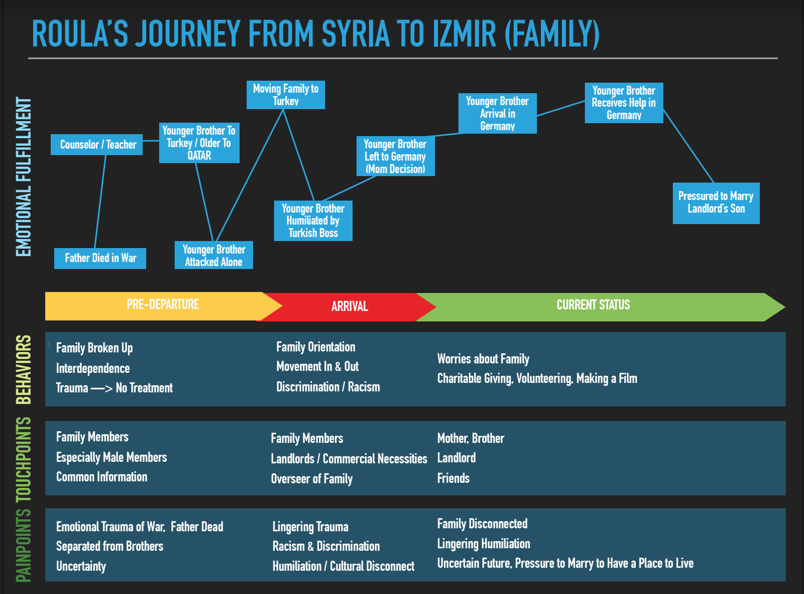 ROULA'S JOURNEY FROM SYRIA TO IZMIR (FAMILY)
EMOTIONAL FULFILLMENT
Father Died in War
Counselor / Teacher
Younger Brother To
Turkey / Older To
QATAR
Younger Brother
Attacked Alone
Moving Family to
Turkey
Younger Brother
Humiliated by
Turkish Boss
Younger Brother
Left to Germany
(Mom Decision)
Younger Brother
Arrival in
Germany
Younger Brother
Receives Help in
Germany
Pressured to Marry
Landlord's Son
PRE-DEPARTURE
ARRIVAL
CURRENT STATUS
BEHAVIORS
Family Broken Up
Interdependence
Trauma —-> No Treatment
Family Orientation
Movement In & Out
Discrimination / Racism
Worries about Family
Charitable Giving, Volunteering, Making a Film
TOUCHPOINTS
Family Members
Especially Male Members
Common Information
Family Members
Landlords / Commercial Necessities
Overseer of Family
Mother, Brother
Landlord
Friends
PAINPOINTS
Emotional Trauma of War, Father Dead
Separated from Brothers
Uncertainty
Lingering Trauma
Racism & Discrimination
Humiliation / Cultural Disconnect
Family Disconnected
Lingering Humiliation
Uncertain Future, Pressure to Marry to Have a Place to Live